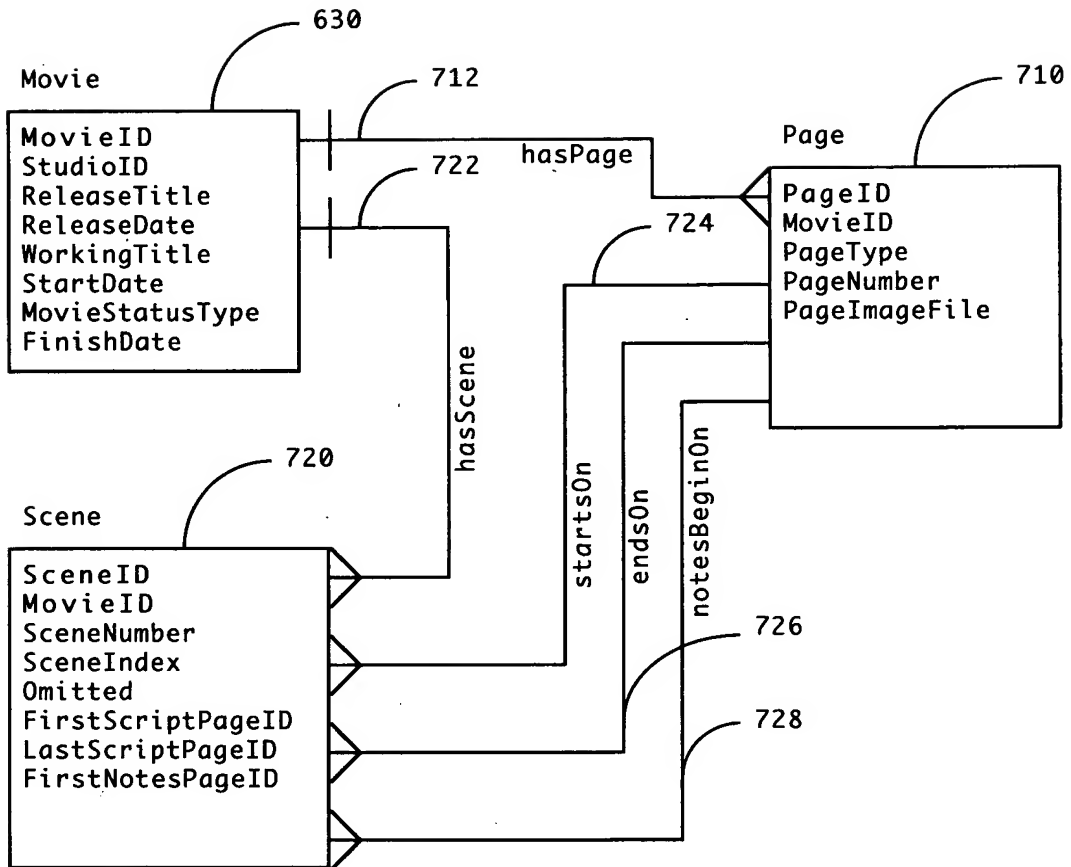 630
Movie
712
710
MovieID
StudioID
ReleaseTitle
ReleaseDate
WorkingTitle
StartDate
MovieStatusType
FinishDate
hasPage
722
Page
PageID
MovieID
PageType
PageNumber
PageImageFile
724
hasScene
startsOn
endsOn
notesBeginOn
720
Scene
SceneID
MovieID
SceneNumber
SceneIndex
Omitted
FirstScriptPageID
LastScriptPageID
FirstNotesPageID
726
728